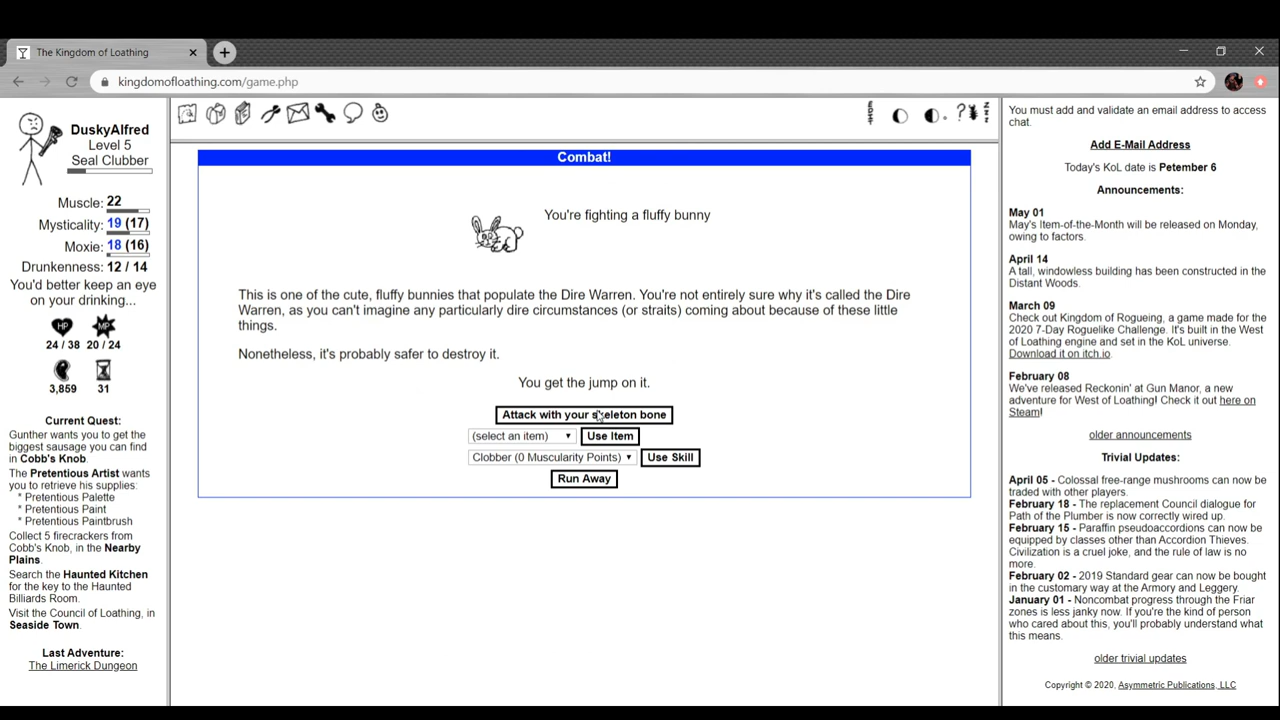 The Kingdom of Loathing
kingdomofloathing.com/game.php
DuskyAlfred
Level 5
Seal Clubber
Muscle: 22
Mysticality: 19 (17)
Moxie: 18 (16)
Drunkenness: 12 / 14
You'd better keep an
eye on your drinking...
HP
MP
24 / 38
20 / 24
3,859
31
Current Quest:
Gunther wants you to get the
biggest sausage you can find
in Cobb's Knob.
The Pretentious Artist wants
you to retrieve his supplies:
* Pretentious Palette
* Pretentious Paint
* Pretentious Paintbrush
Collect 5 firecrackers from
Cobb's Knob, in the Nearby
Plains.
Search the Haunted Kitchen
for the key to the Haunted
Billiards Room.
Visit the Council of Loathing, in
Seaside Town.
Last Adventure:
The Limerick Dungeon
Combat!
You're fighting a fluffy bunny
This is one of the cute, fluffy bunnies that populate the Dire Warren. You're not entirely sure why it's called the Dire
Warren, as you can't imagine any particularly dire circumstances (or straits) coming about because of these little
things.
Nonetheless, it's probably safer to destroy it.
You get the jump on it.
Attack with your skeleton bone
(select an item)
Use Item
Clobber (0 Muscularity Points)
Use Skill
Run Away
You must add and validate an email address to access
chat.
Add E-Mail Address
Today's KoL date is Petember 6
Announcements:
May 01
May's Item-of-the-Month will be released on Monday,
owing to factors.
April 14
A tall, windowless building has been constructed in the
Distant Woods.
March 09
Check out Kingdom of Rogueing, a game made for the
2020 7-Day Roguelike Challenge. It's built in the West
of Loathing engine and set in the KoL universe.
Download it on itch.io.
February 08
We've released Reckonin' at Gun Manor, a new
adventure for West of Loathing! Check it out here on
Steam!
older announcements
Trivial Updates:
April 05 - Colossal free-range mushrooms can now be
traded with other players.
February 18 - The replacement Council dialogue for
Path of the Plumber is now correctly wired up.
February 15 - Paraffin pseudoaccordions can now be
equipped by classes other than Accordion Thieves.
Civilization is a cruel joke, and the rule of law is no
more.
February 02 - 2019 Standard gear can now be bought
in the customary way at the Armory and Leggery.
January 01 - Noncombat progress through the Friar
zones is less janky now. If you're the kind of person
who cared about this, you'll probably understand what
this means.
older trivial updates
Copyright © 2020, Asymmetric Publications, LLC